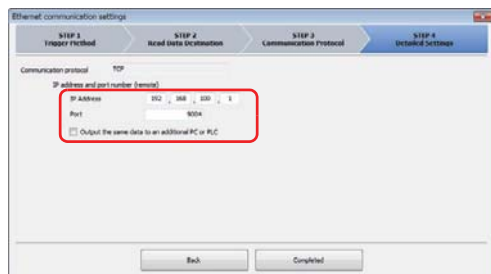 Ethernet communication settings
STEP 1 STEP 2 STEP 3 STEP 4
Trigger Method Read Data Destination Communication Protocol Detailed Settings
Communication protocol TCP
IP address and port number (remote)
IP Address 192 . 168 . 100 . 1
Port 9004
Output the same data to an additional PC or PLC
Back Completed